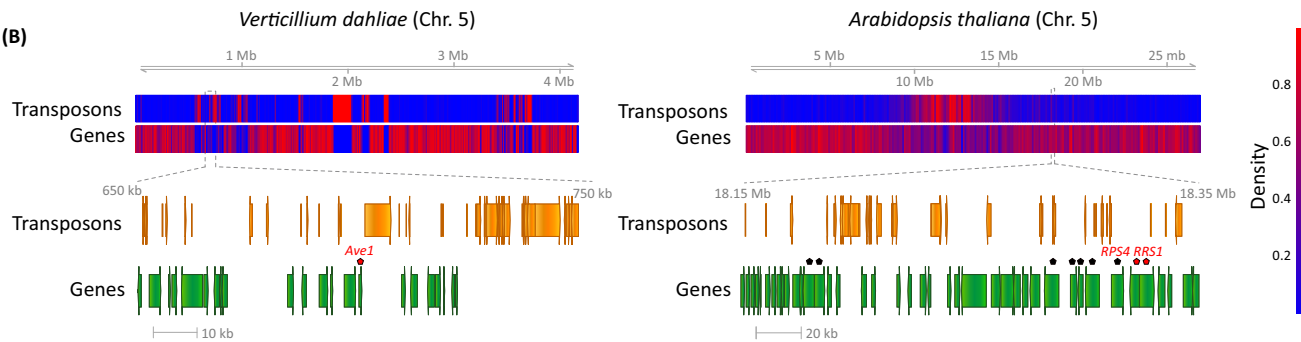 (B)
Verticillium dahliae (Chr. 5)
1 Mb
3 Mb
2 Mb
4 Mb
Transposons
Genes
650 kb
750 kb
Transposons
Ave1
Genes
10 kb
Arabidopsis thaliana (Chr. 5)
5 Mb
15 Mb
25 mb
10 Mb
20 Mb
Transposons
Genes
18.15 Mb
18.35 Mb
Transposons
RPS4 RRS1
Genes
20 kb
0.8
0.6
0.4
0.2
Density